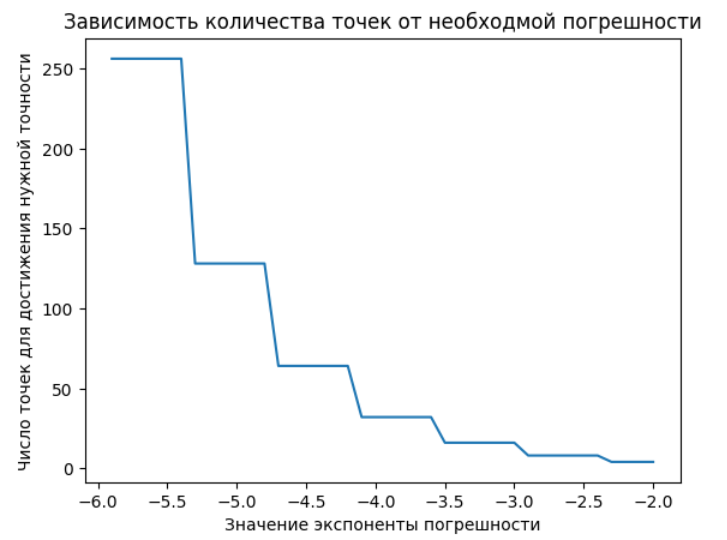 Зависимость количества точек от необходмой погрешности
Число точек для достижения нужной точности
250
200
150
100
50
0
−6.0 −5.5 −5.0 −4.5 −4.0 −3.5 −3.0 −2.5 −2.0
Значение экспоненты погрешности